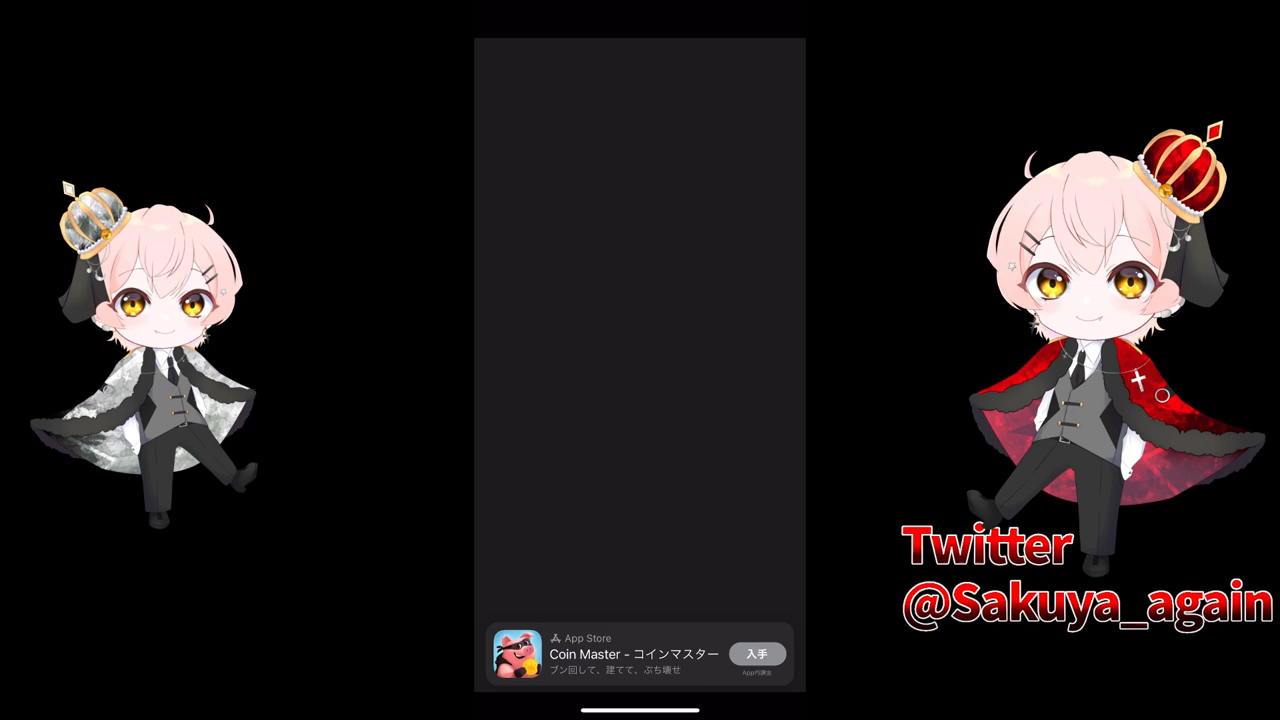 App Store
Coin Master - コインマスター
ブン回して、建てて、ぶち壊せ
入手
App内課金
Twitter
@Sakuya_again